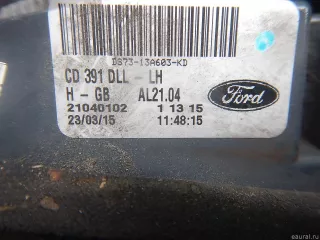 DS73-13A603-KD
CD 391 DLL - LH
H - GB AL21.04
21040102 1 13 15
23/03/15 11:48:15
Ford
eaural.ru